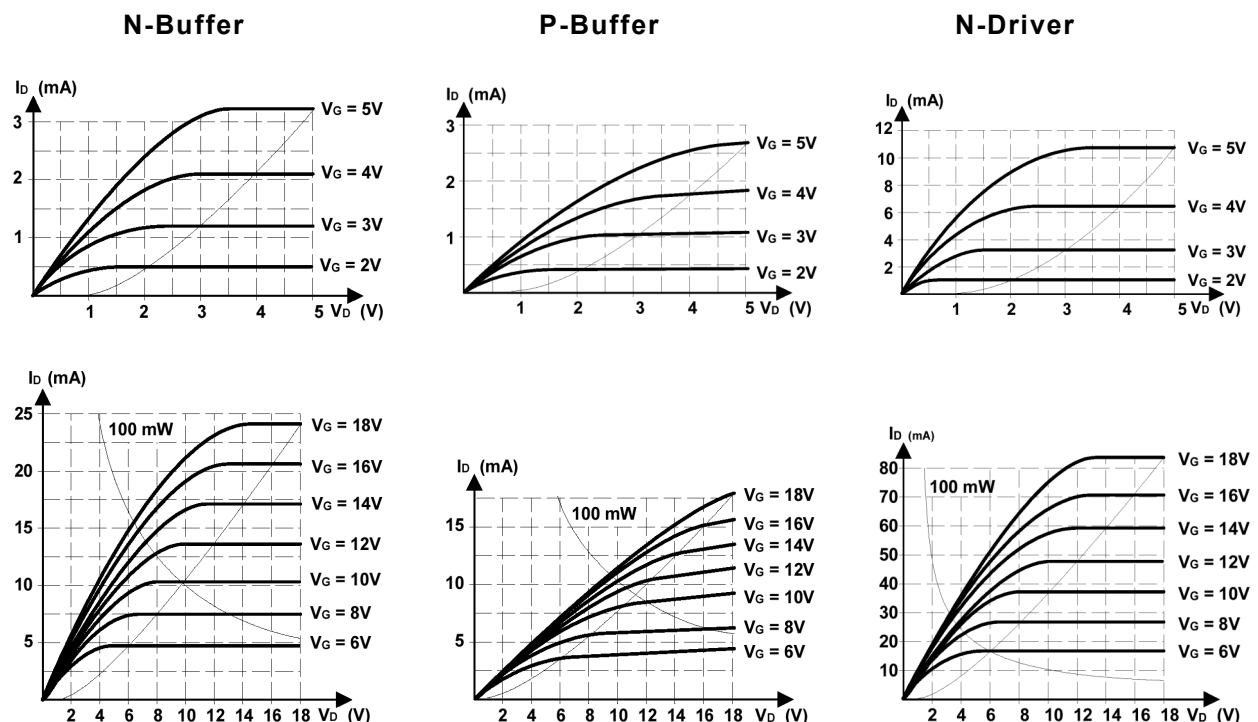 N-Buffer
P-Buffer
N-Driver
ID (mA)
3
2
1
VG = 5V
VG = 4V
VG = 3V
VG = 2V
1 2 3 4 5 VD (V)
ID (mA)
3
2
1
VG = 5V
VG = 4V
VG = 3V
VG = 2V
1 2 3 4 5 VD (V)
ID (mA)
12
10
8
6
4
2
VG = 5V
VG = 4V
VG = 3V
VG = 2V
1 2 3 4 5 VD (V)
ID (mA)
25
20
15
10
5
100 mW
VG = 18V
VG = 16V
VG = 14V
VG = 12V
VG = 10V
VG = 8V
VG = 6V
2 4 6 8 10 12 14 16 18 VD (V)
ID (mA)
15
10
5
100 mW
VG = 18V
VG = 16V
VG = 14V
VG = 12V
VG = 10V
VG = 8V
VG = 6V
2 4 6 8 10 12 14 16 18 VD (V)
ID (mA)
80
70
60
50
40
30
20
10
100 mW
VG = 18V
VG = 16V
VG = 14V
VG = 12V
VG = 10V
VG = 8V
VG = 6V
2 4 6 8 10 12 14 16 18 VD (V)